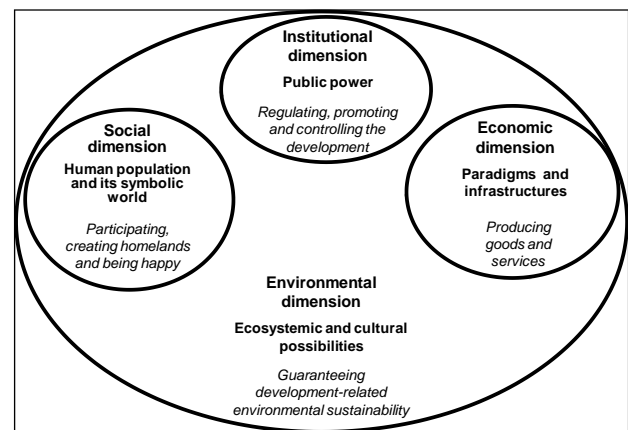 Institutional
dimension
Public power
Regulating, promoting
and controlling the
development
Social
dimension
Human population
and its symbolic
world
Participating,
creating homelands
and being happy
Economic
dimension
Paradigms and
infrastructures
Producing
goods and
services
Environmental
dimension
Ecosystemic and cultural
possibilities
Guaranteeing
development-related
environmental sustainability